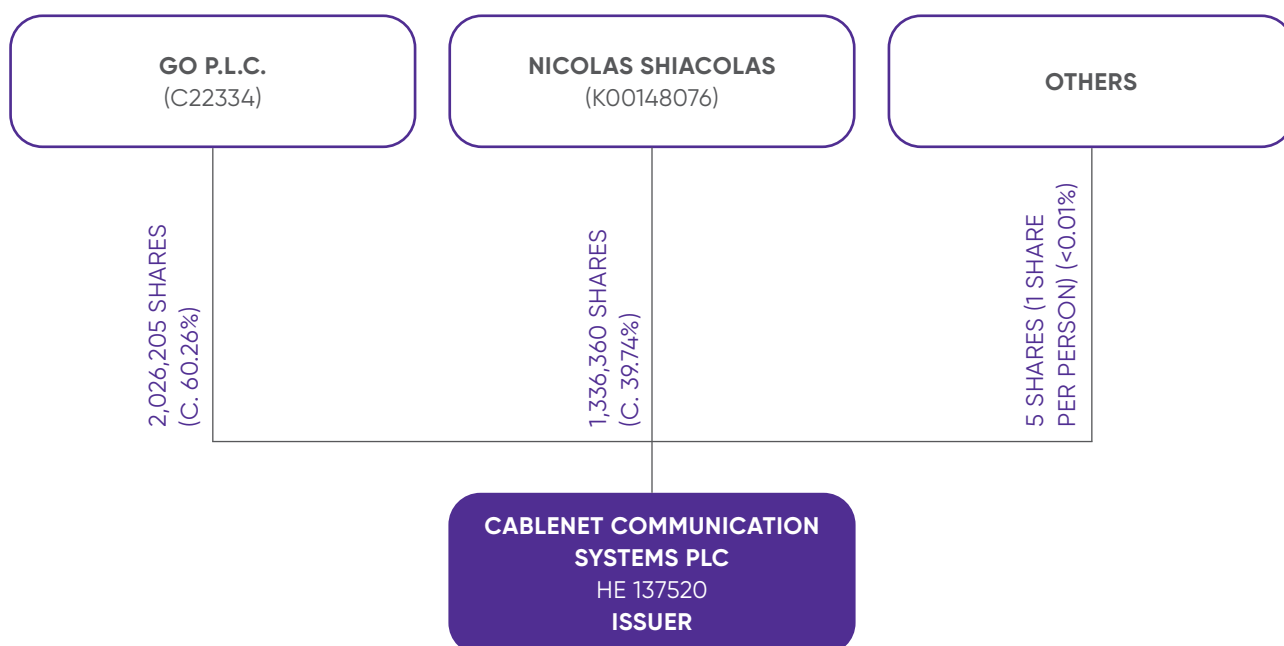 GO P.L.C.
(C22334)
NICOLAS SHIACOLAS
(K00148076)
OTHERS
2,026,205 SHARES
(C. 60.26%)
1,336,360 SHARES
(C. 39.74%)
5 SHARES (1 SHARE
PER PERSON) (<0.01%)
CABLENET COMMUNICATION
SYSTEMS PLC
HE 137520
ISSUER